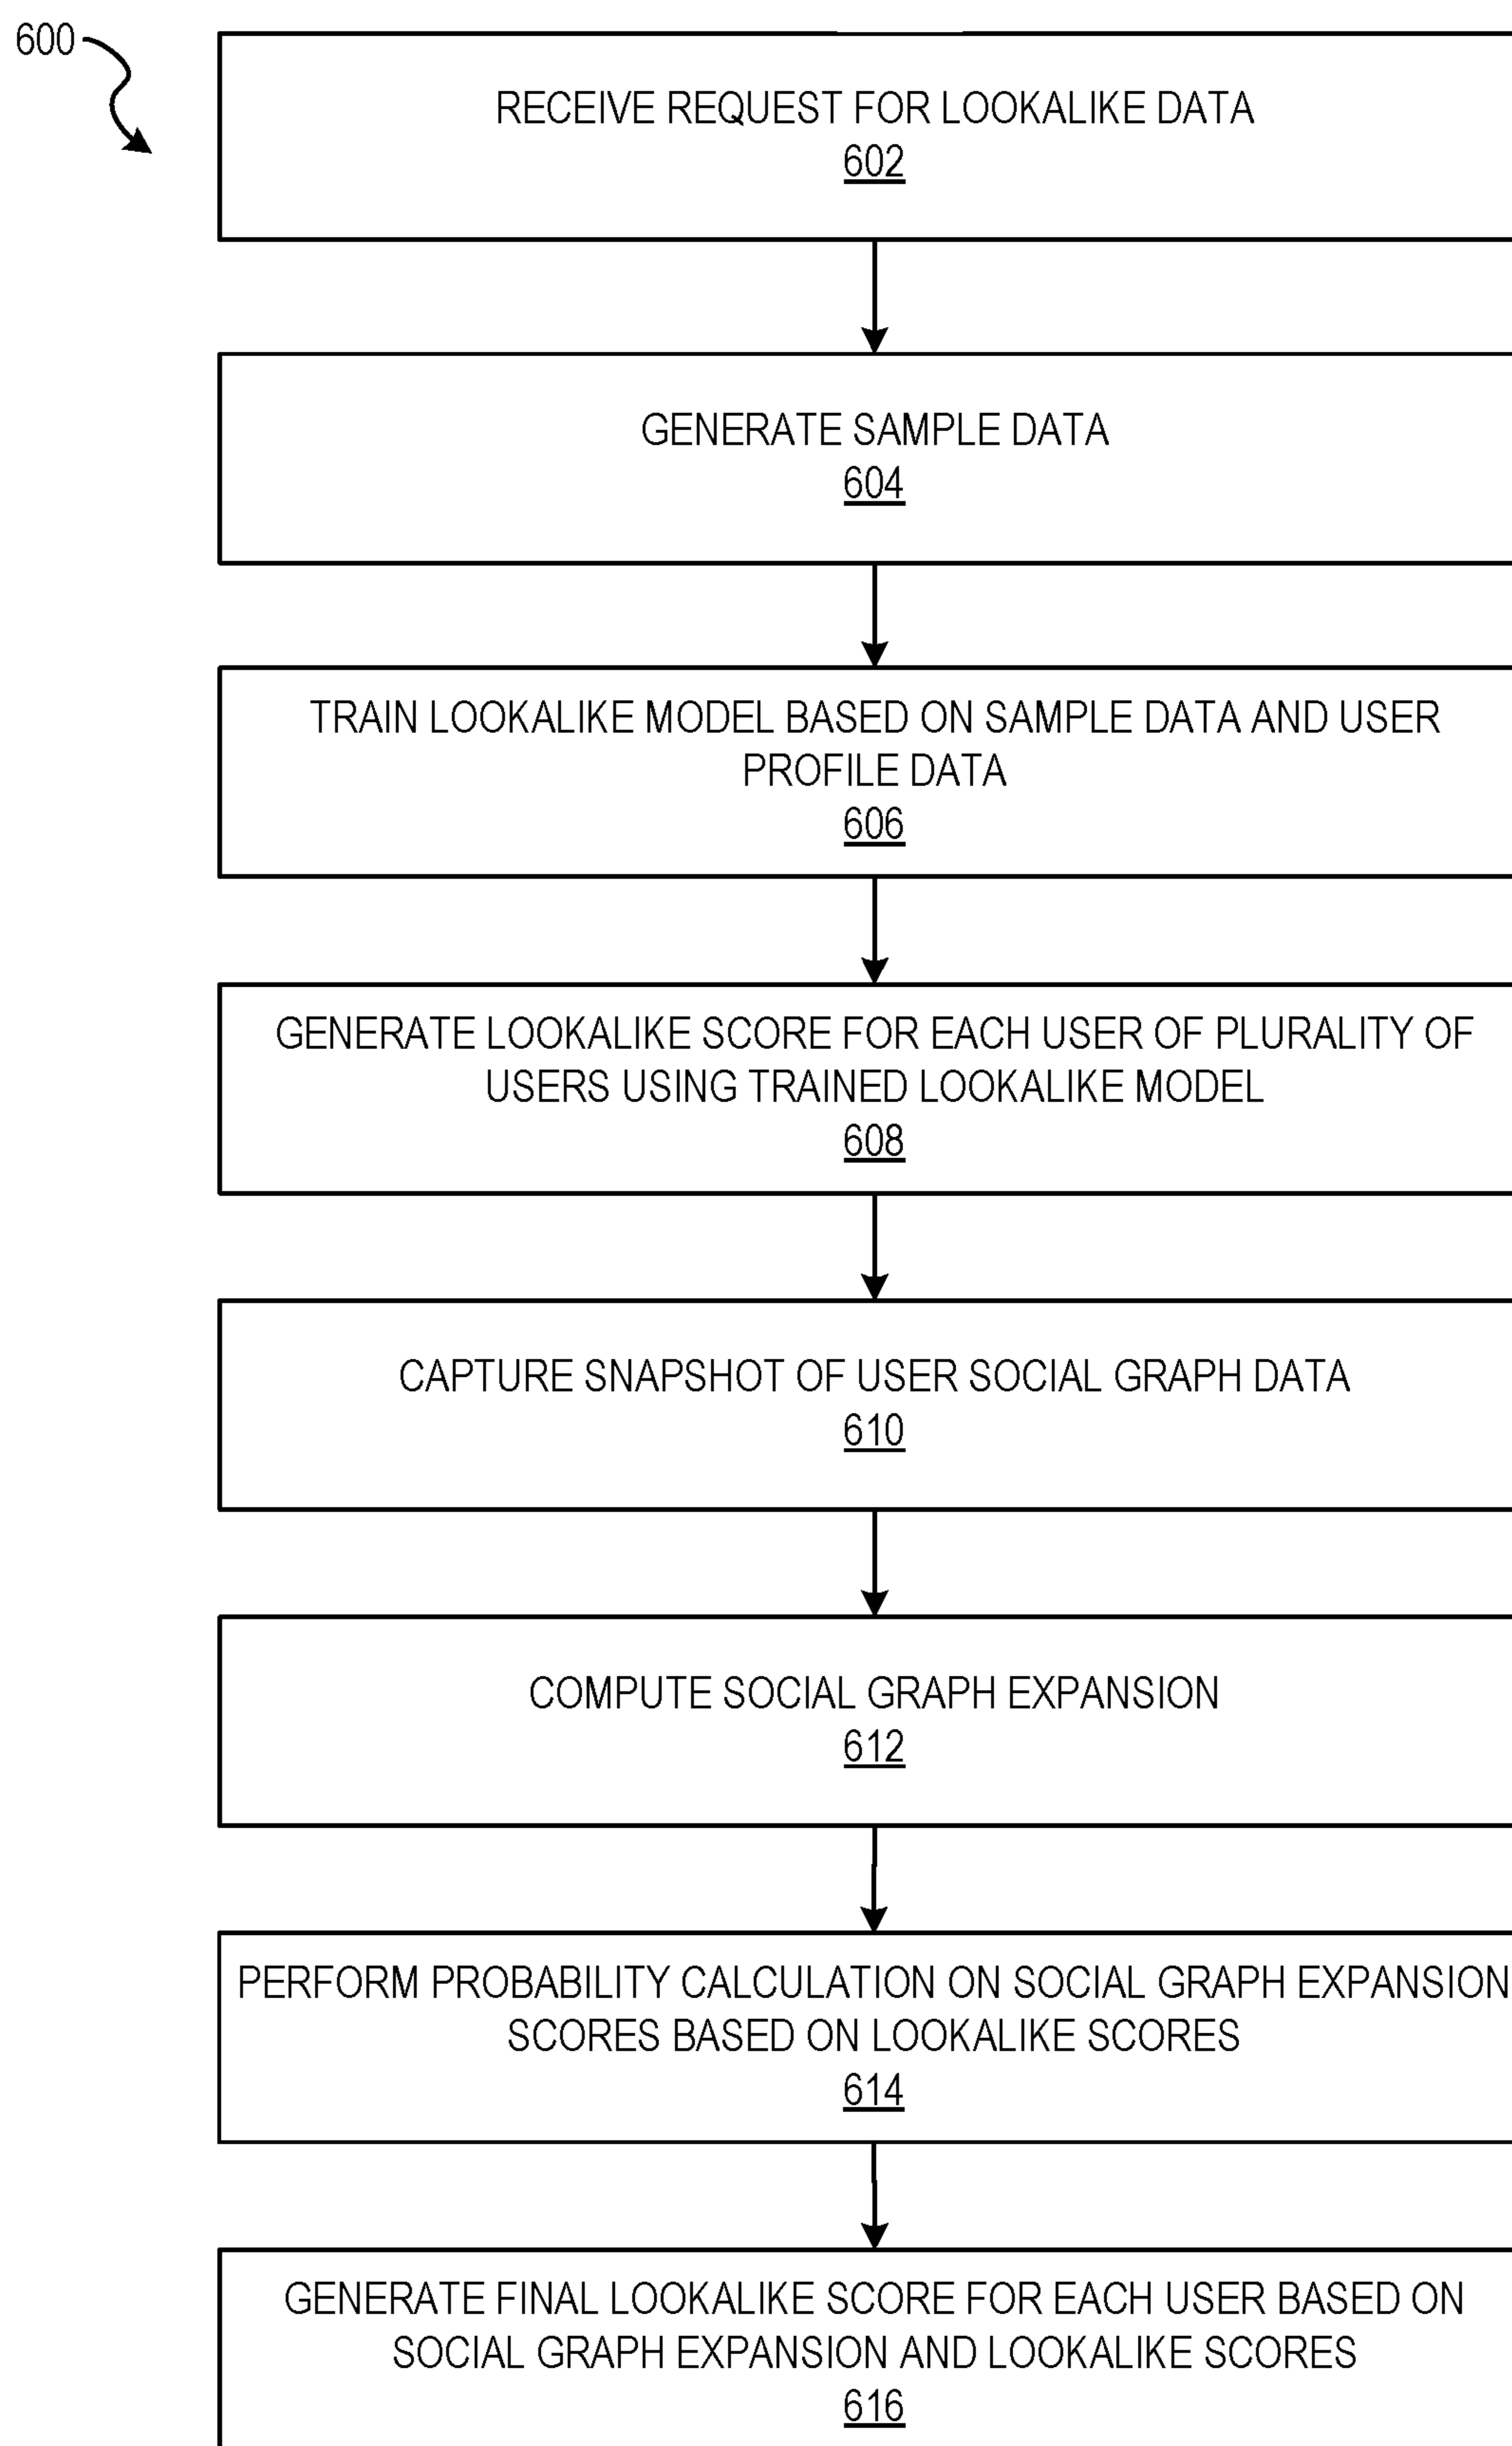 600
RECEIVE REQUEST FOR LOOKALIKE DATA
602
GENERATE SAMPLE DATA
604
TRAIN LOOKALIKE MODEL BASED ON SAMPLE DATA AND USER
PROFILE DATA
606
GENERATE LOOKALIKE SCORE FOR EACH USER OF PLURALITY OF
USERS USING TRAINED LOOKALIKE MODEL
608
CAPTURE SNAPSHOT OF USER SOCIAL GRAPH DATA
610
COMPUTE SOCIAL GRAPH EXPANSION
612
PERFORM PROBABILITY CALCULATION ON SOCIAL GRAPH EXPANSION
SCORES BASED ON LOOKALIKE SCORES
614
GENERATE FINAL LOOKALIKE SCORE FOR EACH USER BASED ON
SOCIAL GRAPH EXPANSION AND LOOKALIKE SCORES
616